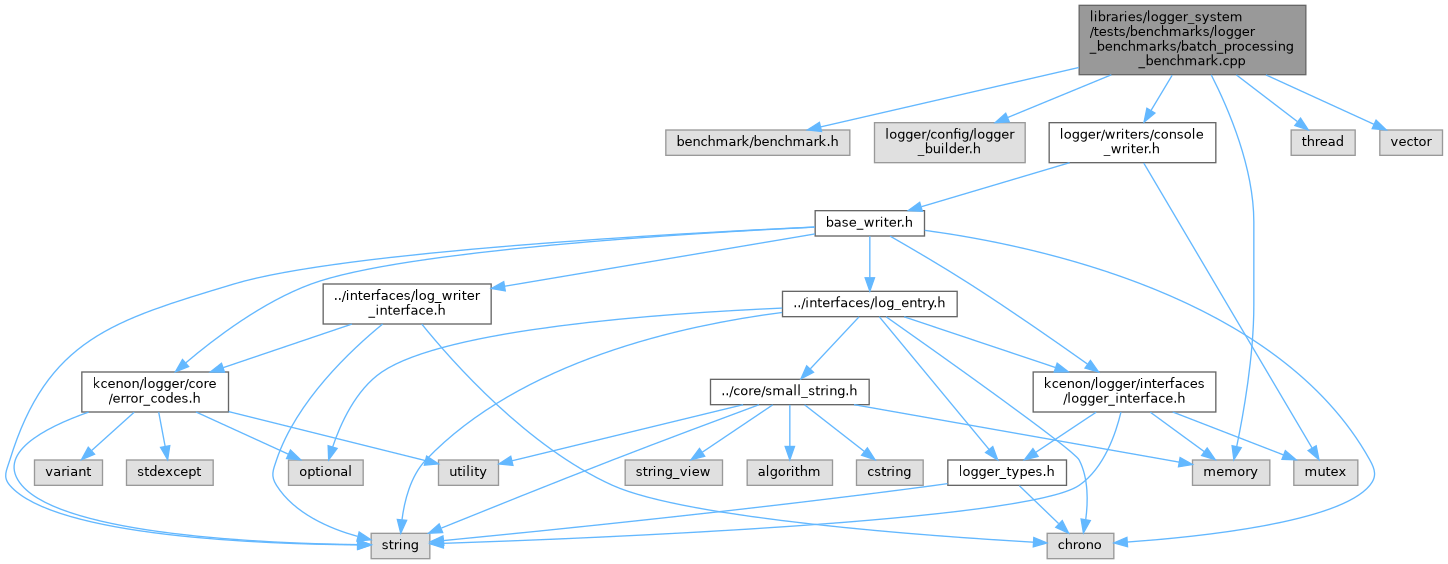 libraries/logger_system
/tests/benchmarks/logger
_benchmarks/batch_processing
_benchmark.cpp
benchmark/benchmark.h
logger/config/logger
_builder.h
logger/writers/console
_writer.h
thread
vector
base_writer.h
../interfaces/log_writer
_interface.h
../interfaces/log_entry.h
kcenon/logger/core
/error_codes.h
../core/small_string.h
kcenon/logger/interfaces
/logger_interface.h
variant
stdexcept
optional
utility
string_view
algorithm
cstring
logger_types.h
memory
mutex
string
chrono